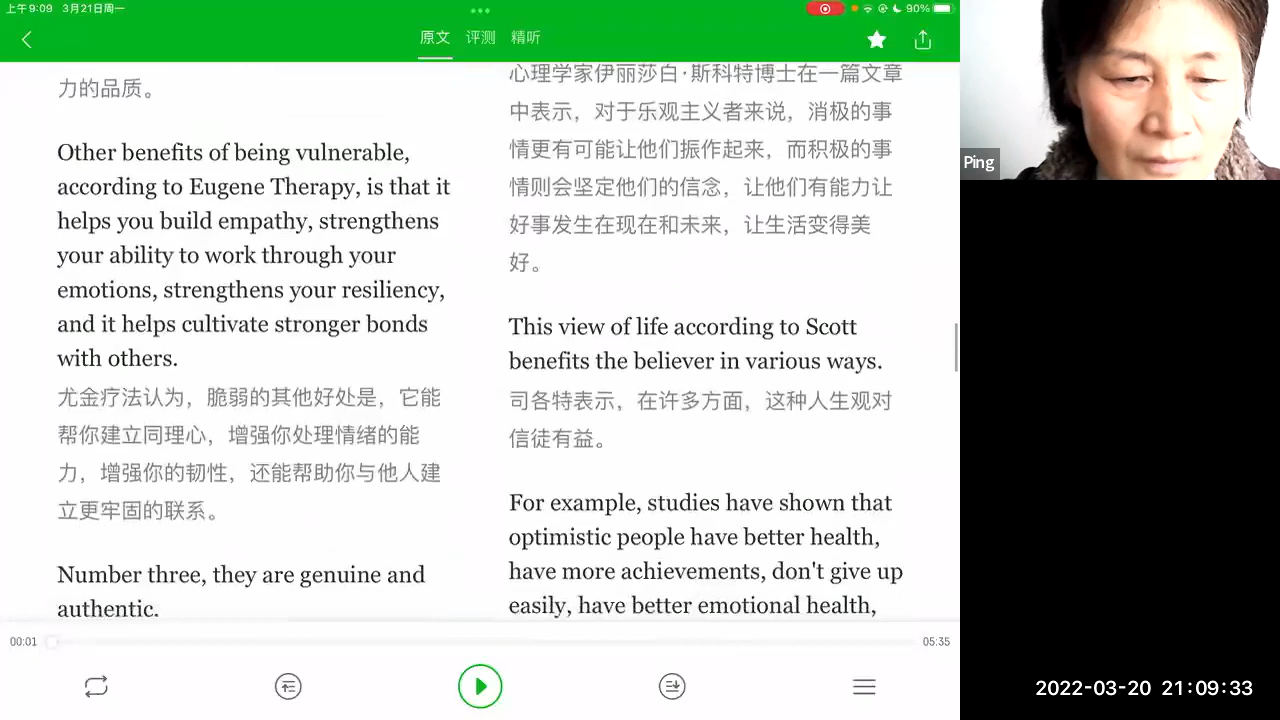 上午9:09 3月21日周一
90%
原文 评测 精听
力的品质。
Other benefits of being vulnerable,
according to Eugene Therapy, is that it
helps you build empathy, strengthens
your ability to work through your
emotions, strengthens your resiliency,
and it helps cultivate stronger bonds
with others.
尤金疗法认为，脆弱的其他好处是，它能
帮你建立同理心，增强你处理情绪的能
力，增强你的韧性，还能帮助你与他人建
立更牢固的联系。
Number three, they are genuine and
authentic.
心理学家伊丽莎白·斯科特博士在一篇文章
中表示，对于乐观主义者来说，消极的事
情更有可能让他们振作起来，而积极的事
情则会坚定他们的信念，让他们有能力让
好事发生在现在和未来，让生活变得美
好。
This view of life according to Scott
benefits the believer in various ways.
司各特表示，在许多方面，这种人生观对
信徒有益。
For example, studies have shown that
optimistic people have better health,
have more achievements, don't give up
easily, have better emotional health,
00:01
05:35
Ping
2022-03-20 21:09:33